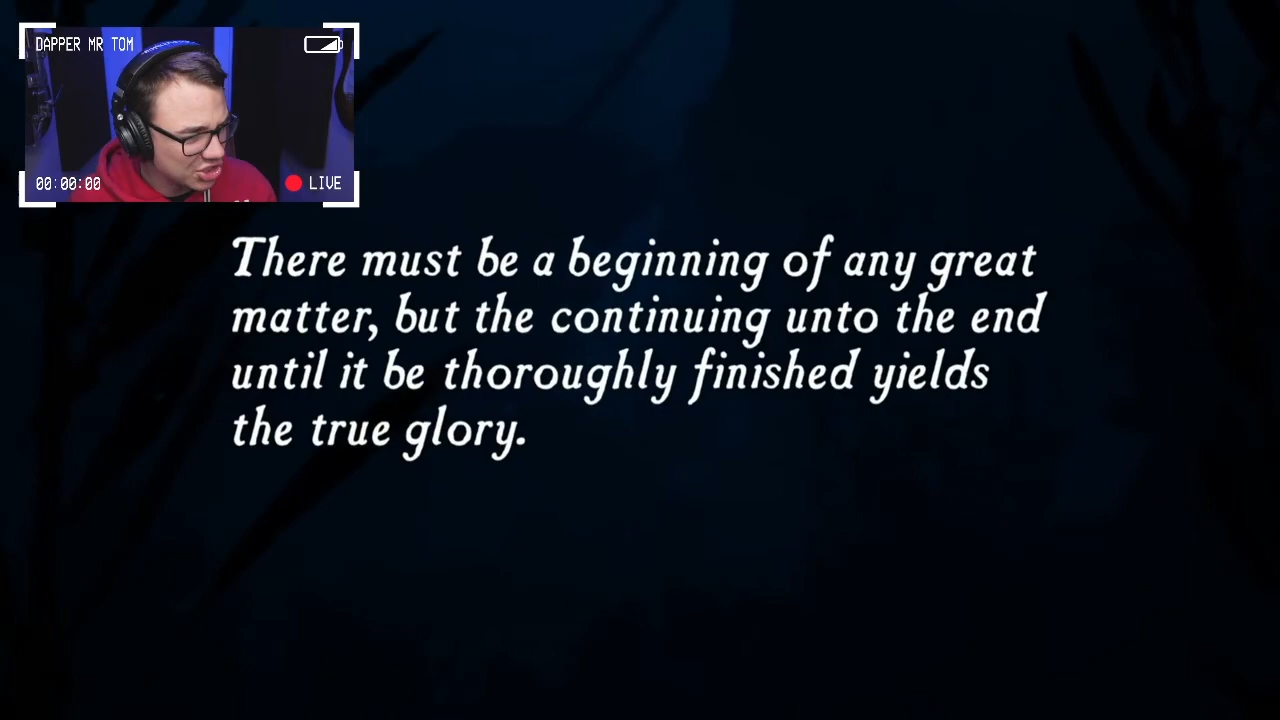 DAPPER MR TOM
00:00:00
LIVE
There must be a beginning of any great
matter, but the continuing unto the end
until it be thoroughly finished yields
the true glory.